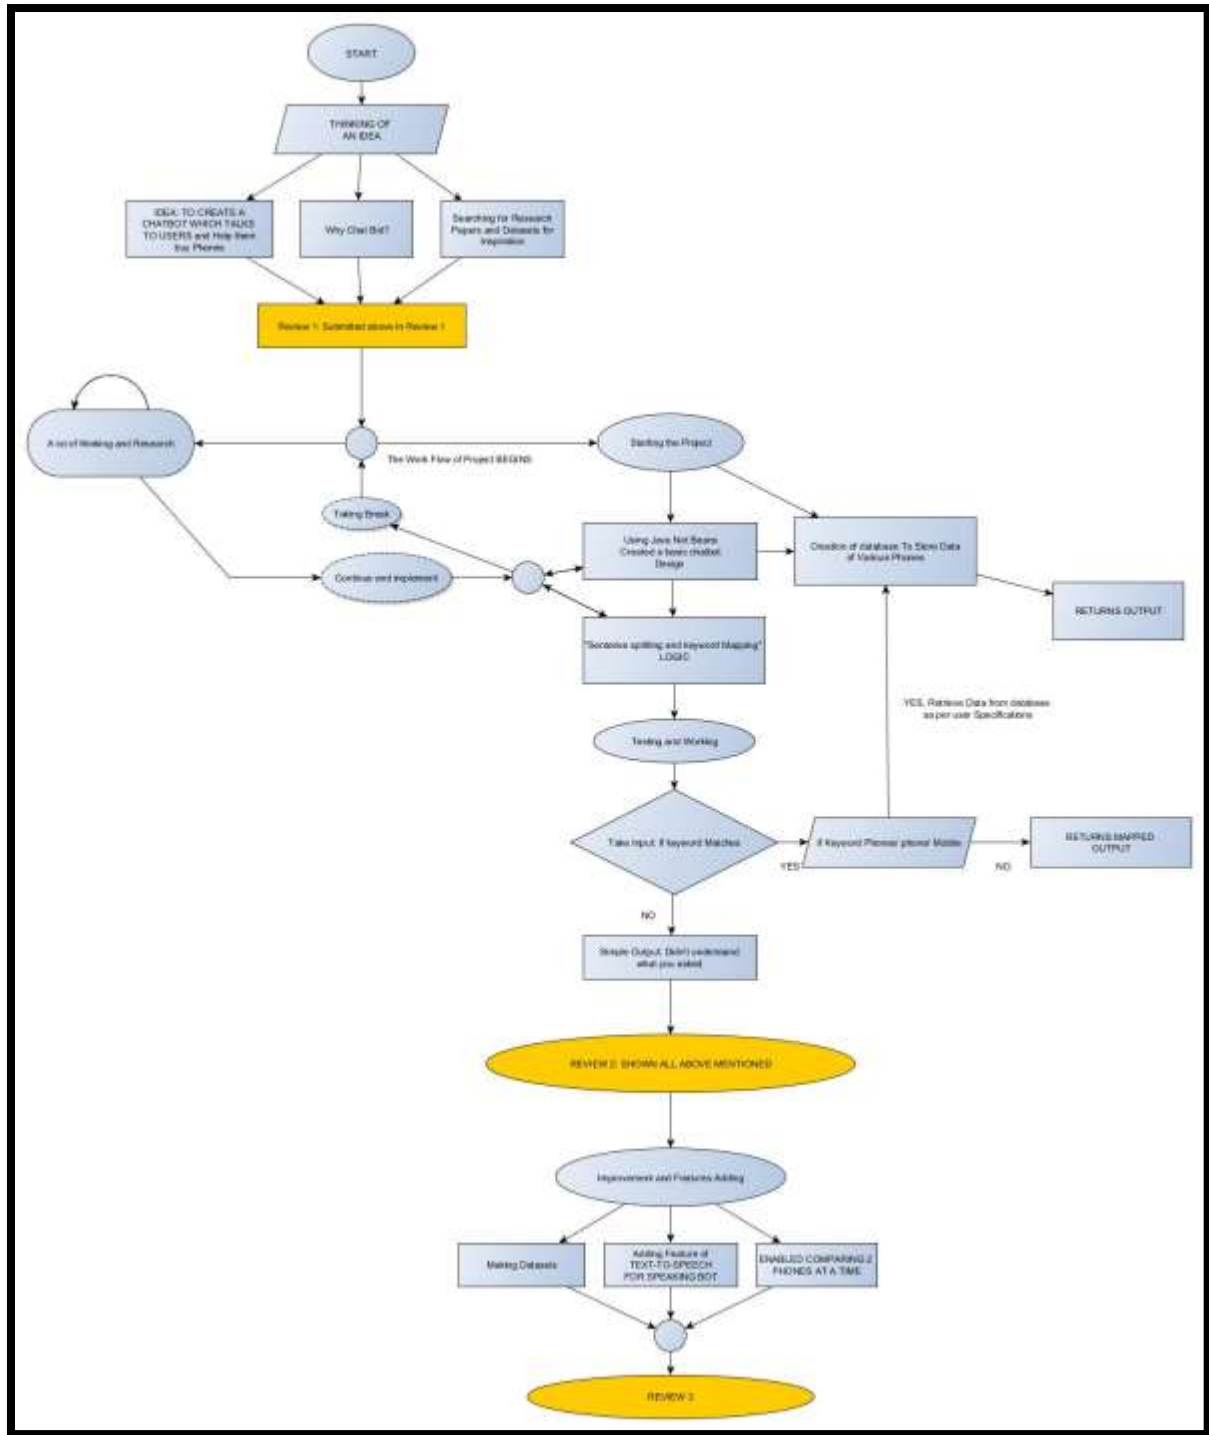 START
THINKING OF
AN IDEA
IDEA: TO CREATE A
CHATBOT WHICH TALKS
TO USERS and Help them
Buy Phones
Why Chat Bot?
Searching for Research
Papers and Datasets for
Inspiration
Review 1: Submitted above in Review 1
A lot of thinking and Research
Starting the Project
The Work Flow of Project BEGINS
Taking Break
Using Java Net Beans
Created a basic chatbot
Design
Creation of database To Store Data
of Various Phones
Continue and implement
RETURNS OUTPUT
"Sentence splitting and keyword Mapping"
LOGIC
YES, Retrieve Data from database
as per user Specifications
Testing and Working
Take Input: If keyword Matches
YES
If Keyword Phones/ phone/ Mobile
NO
RETURNS MAPPED
OUTPUT
NO
Simple Output: Didn't understand
what you asked
REVIEW 2: SHOWN ALL ABOVE MENTIONED
Improvement and Features Adding
Making Datasets
Adding Feature of
TEXT-TO-SPEECH
FOR SPEAKING BOT
ENABLED COMPARING 2
PHONES AT A TIME
REVIEW 3